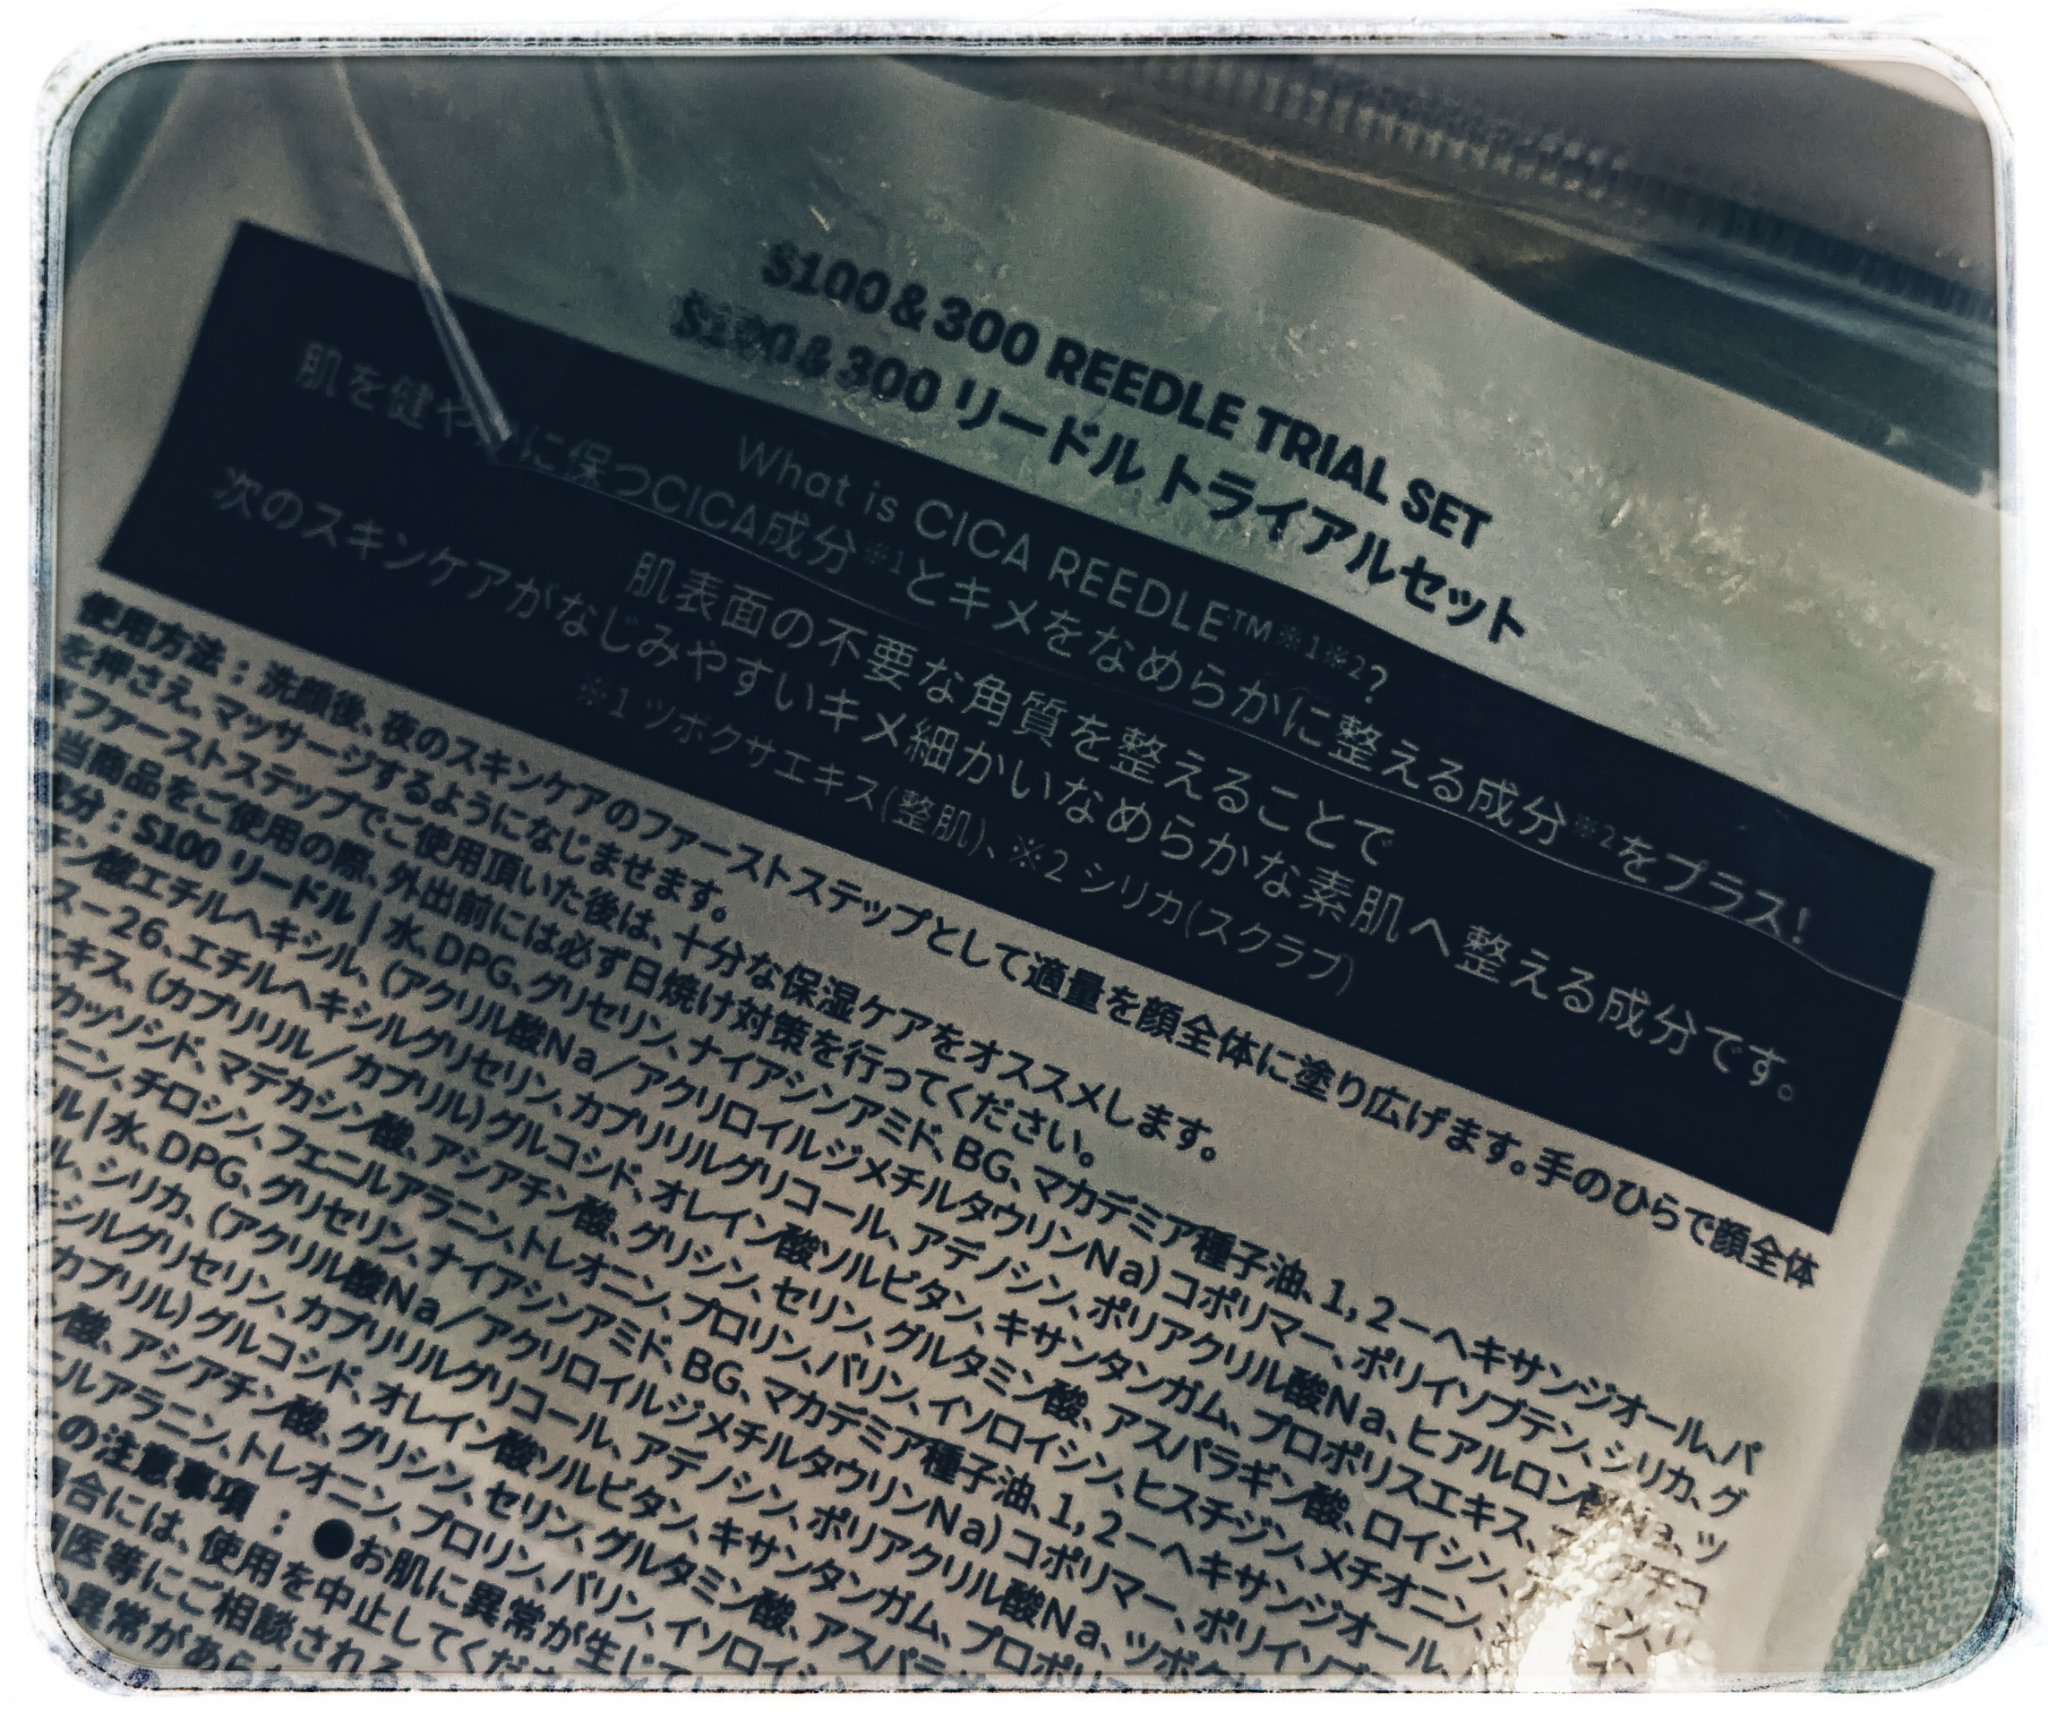 S100&300 REEDLE TRIAL SET
S100&300 リードル トライアルセット
What is CICA REEDLE™※1※2?
肌を健やかに保つCICA成分※1とキメをなめらかに整える成分※2をプラス!
肌表面の不要な角質を整えることで
次のスキンケアがなじみやすいキメ細かいなめらかな素肌へ整える成分です。
※1 ツボクサエキス(整肌)、※2 シリカ(スクラブ)
使用方法:洗顔後、夜のスキンケアのファーストステップとして適量を顔全体に塗り広げます。手のひらで顔全体
を押さえ、マッサージするようになじませます。
ファーストステップでご使用頂いた後は、十分な保湿ケアをオススメします。
当商品をご使用の際、外出前には必ず日焼け対策を行ってください。
成分:S100 リードル | 水、DPG、グリセリン、ナイアシンアミド、BG、マカデミア種子油、1,2-ヘキサンジオール、パ
ン酸エチルヘキシル、(アクリル酸Na/アクリロイルジメチルタウリンNa)コポリマー、ポリイソブテン、シリカ、グ
ス-26、エチルヘキシルグリセリン、カプリリルグリコール、アデノシン、ポリアクリル酸Na、ヒアルロン酸Na、ツ
エキス、(カプリリル/カプリル)グルコシド、オレイン酸ソルビタン、キサンタンガム、プロポリスエキス、アシアチコ
カッソシド、マデカシン酸、アシアチン酸、グリシン、セリン、グルタミン酸、アスパラギン酸、ロイシン、
ニン、チロシン、フェニルアラニン、トレオニン、プロリン、バリン、イソロイシン、ヒスチジン、メチオニン、
ル | 水、DPG、グリセリン、ナイアシンアミド、BG、マカデミア種子油、1,2-ヘキサンジオール、
ル、シリカ、(アクリル酸Na/アクリロイルジメチルタウリンNa)コポリマー、ポリイソブテン
シルグリセリン、カプリリルグリコール、アデノシン、ポリアクリル酸Na、ツボク
カプリル)グルコシド、オレイン酸ソルビタン、キサンタンガム、プロポリ
ン酸、アシアチン酸、グリシン、セリン、グルタミン酸、アスパラ
ルアラニン、トレオニン、プロリン、バリン、イソロイシ
の注意事項:●お肌に異常が生じて
合には、使用を中止してくだ
医等にご相談される
異常があら